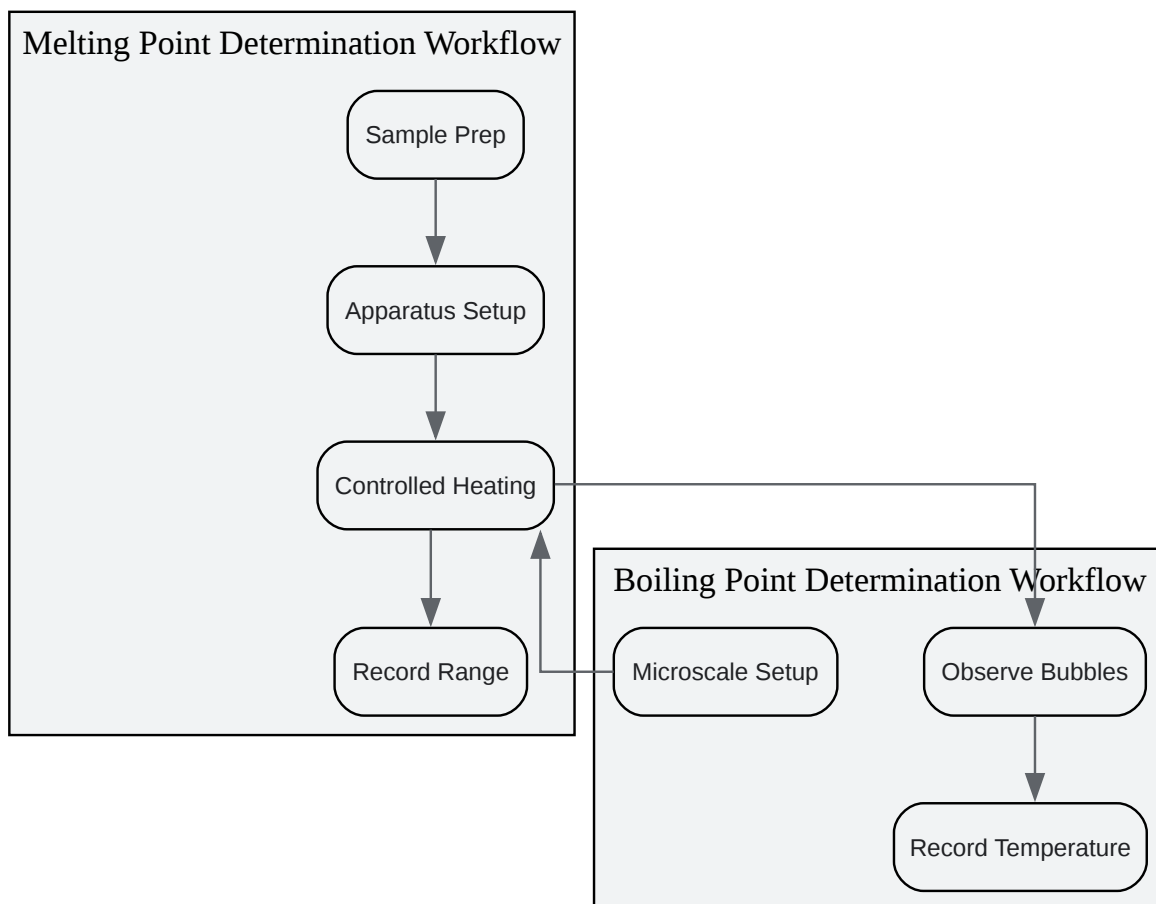 Melting Point Determination Workflow
Sample Prep
Apparatus Setup
Controlled Heating
Record Range
Boiling Point Determination Workflow
Microscale Setup
Observe Bubbles
Record Temperature